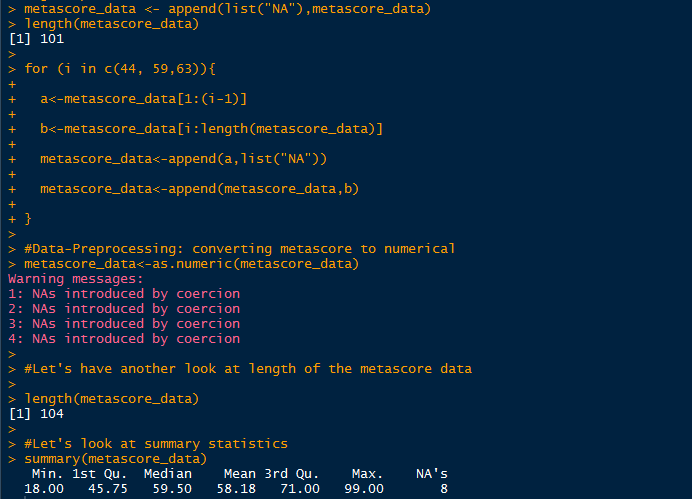 > metascore_data <- append(list("NA"),metascore_data)
> length(metascore_data)
[1] 101
>
> for (i in c(44, 59,63)){
+
+   a<-metascore_data[1:(i-1)]
+
+   b<-metascore_data[i:length(metascore_data)]
+
+   metascore_data<-append(a,list("NA"))
+
+   metascore_data<-append(metascore_data,b)
+
+ }
>
> #Data-Preprocessing: converting metascore to numerical
> metascore_data<-as.numeric(metascore_data)
Warning messages:
1: NAs introduced by coercion
2: NAs introduced by coercion
3: NAs introduced by coercion
4: NAs introduced by coercion
>
> #Let's have another look at length of the metascore data
>
> length(metascore_data)
[1] 104
>
> #Let's look at summary statistics
> summary(metascore_data)
   Min. 1st Qu.  Median    Mean 3rd Qu.    Max.    NA's
  18.00   45.75   59.50   58.18   71.00   99.00       8